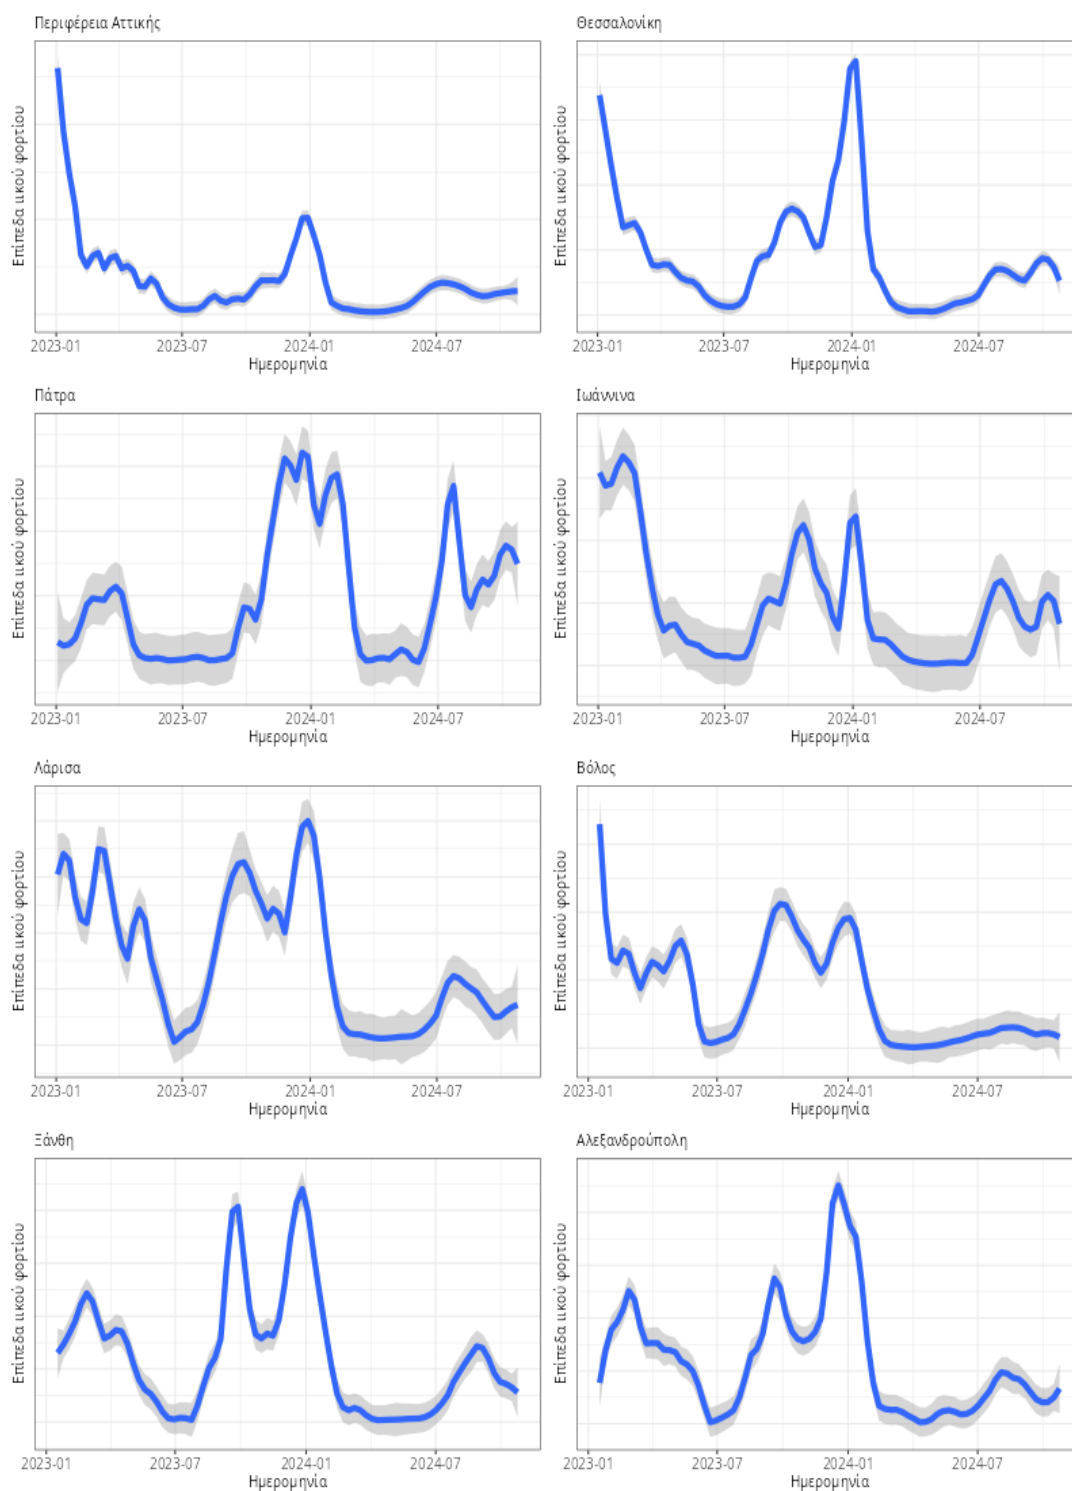 Περιφέρεια Αττικής
Επίπεδα ιικού φορτίου
2023-01 2023-07 2024-01 2024-07
Ημερομηνία
Θεσσαλονίκη
Επίπεδα ιικού φορτίου
2023-01 2023-07 2024-01 2024-07
Ημερομηνία
Πάτρα
Επίπεδα ιικού φορτίου
2023-01 2023-07 2024-01 2024-07
Ημερομηνία
Ιωάννινα
Επίπεδα ιικού φορτίου
2023-01 2023-07 2024-01 2024-07
Ημερομηνία
Λάρισα
Επίπεδα ιικού φορτίου
2023-01 2023-07 2024-01 2024-07
Ημερομηνία
Βόλος
Επίπεδα ιικού φορτίου
2023-01 2023-07 2024-01 2024-07
Ημερομηνία
Ξάνθη
Επίπεδα ιικού φορτίου
2023-01 2023-07 2024-01 2024-07
Ημερομηνία
Αλεξανδρούπολη
Επίπεδα ιικού φορτίου
2023-01 2023-07 2024-01 2024-07
Ημερομηνία